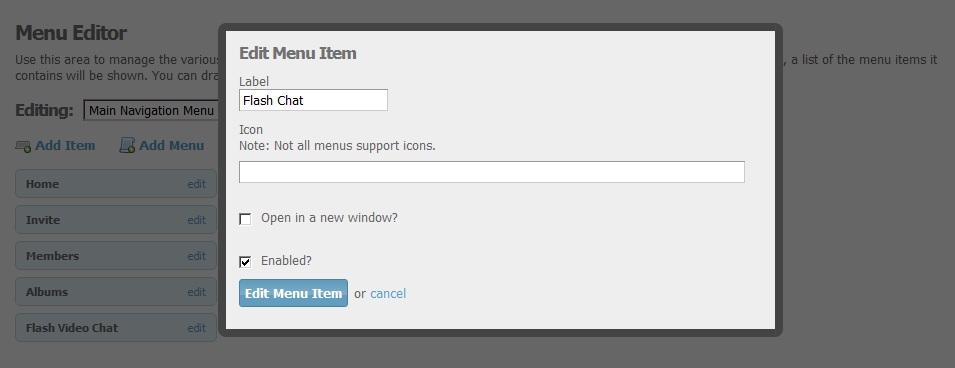 Menu Editor
Use this area to manage the various
, a list of the menu items it
contains will be shown. You can dra
Editing: Main Navigation Menu
Add Item Add Menu
Home edit
Invite edit
Members edit
Albums edit
Flash Video Chat edit
Edit Menu Item
Label
Flash Chat
Icon
Note: Not all menus support icons.
Open in a new window?
Enabled?
Edit Menu Item or cancel